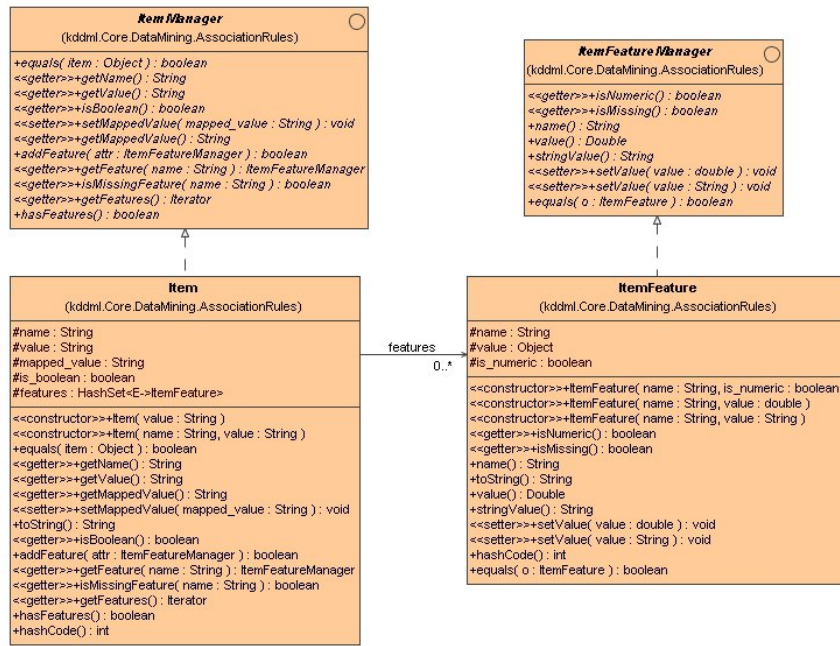 ItemManager
(kddml.Core.DataMining.AssociationRules)
+equals( item : Object ) : boolean
<<getter>>+getName() : String
<<getter>>+getValue() : String
<<getter>>+isBoolean() : boolean
<<setter>>+setMappedValue( mapped_value : String ) : void
<<getter>>+getMappedValue() : String
+addFeature( attr : ItemFeatureManager ) : boolean
<<getter>>+getFeature( name : String ) : ItemFeatureManager
<<getter>>+isMissingFeature( name : String ) : boolean
<<getter>>+getFeatures() : Iterator
+hasFeatures() : boolean
ItemFeatureManager
(kddml.Core.DataMining.AssociationRules)
<<getter>>+isNumeric() : boolean
<<getter>>+isMissing() : boolean
+name() : String
+value() : Double
+stringValue() : String
<<setter>>+setValue( value : double ) : void
<<setter>>+setValue( value : String ) : void
+equals( o : ItemFeature ) : boolean
Item
(kddml.Core.DataMining.AssociationRules)
#name : String
#value : String
#mapped_value : String
#is_boolean : boolean
#features : HashSet<E->ItemFeature>
<<constructor>>+Item( value : String )
<<constructor>>+Item( name : String, value : String )
+equals( item : Object ) : boolean
<<getter>>+getName() : String
<<getter>>+getValue() : String
<<getter>>+getMappedValue() : String
<<setter>>+setMappedValue( mapped_value : String ) : void
+toString() : String
<<getter>>+isBoolean() : boolean
+addFeature( attr : ItemFeatureManager ) : boolean
<<getter>>+getFeature( name : String ) : ItemFeatureManager
<<getter>>+isMissingFeature( name : String ) : boolean
<<getter>>+getFeatures() : Iterator
+hasFeatures() : boolean
+hashCode() : int
features
0..*
ItemFeature
(kddml.Core.DataMining.AssociationRules)
#name : String
#value : Object
#is_numeric : boolean
<<constructor>>+ItemFeature( name : String, is_numeric : boolean
<<constructor>>+ItemFeature( name : String, value : double )
<<constructor>>+ItemFeature( name : String, value : String )
<<getter>>+isNumeric() : boolean
<<getter>>+isMissing() : boolean
+name() : String
+toString() : String
+value() : Double
+stringValue() : String
<<setter>>+setValue( value : double ) : void
<<setter>>+setValue( value : String ) : void
+hashCode() : int
+equals( o : ItemFeature ) : boolean